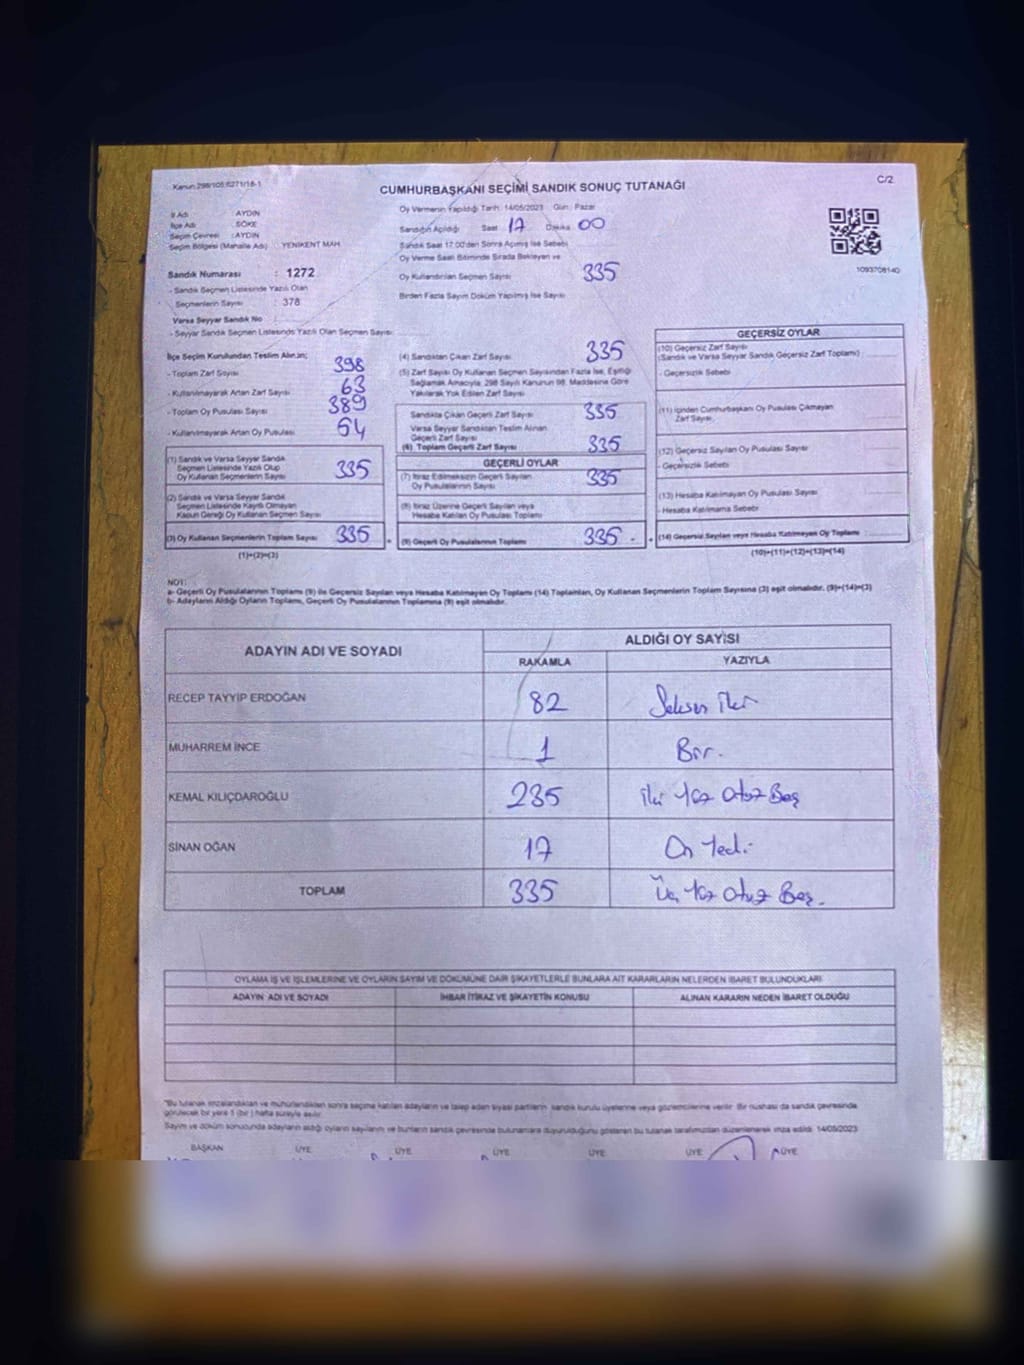 Kanun 298/105;6271/16-1
C/2
CUMHURBAŞKANI SEÇİMİ SANDIK SONUÇ TUTANAĞI
İl Adı AYDIN
İlçe Adı SÖKE
Seçim Çevresi : AYDIN
Seçim Bölgesi (Mahalle Adı) : YENİKENT MAH.
Sandık Numarası : 1272
- Sandık Seçmen Listesinde Yazılı Olan
Seçmenlerin Sayısı : 378
Varsa Seyyar Sandık No
- Seyyar Sandık Seçmen Listesinde Yazılı Olan Seçmen Sayısı
Oy Vermenin Yapıldığı Tarih: 14/05/2023 Gün: Pazar
Sandığın Açıldığı Saat 17 Dakika 00
Sandık Saat 17:00'den Sonra Açılmış İse Sebebi
Oy Verme Saati Bitiminde Sırada Bekleyen ve
Oy Kullandırılan Seçmen Sayısı 335
Birden Fazla Sayım Döküm Yapılmış İse Sayısı
1093708140
İlçe Seçim Kurulundan Teslim Alınan;
- Toplam Zarf Sayısı 398
- Kullanılmayarak Artan Zarf Sayısı 63
- Toplam Oy Pusulası Sayısı 389
- Kullanılmayarak Artan Oy Pusulası 54
(1) Sandık ve Varsa Seyyar Sandık
Seçmen Listesinde Yazılı Olup
Oy Kullanan Seçmenlerin Sayısı 335
(2) Sandık ve Varsa Seyyar Sandık
Seçmen Listesinde Kayıtlı Olmayan
Kanun Gereği Oy Kullanan Seçmen Sayısı
(3) Oy Kullanan Seçmenlerin Toplam Sayısı 335
(1)+(2)=(3)
(4) Sandıktan Çıkan Zarf Sayısı 335
(5) Zarf Sayısı Oy Kullanan Seçmen Sayısından Fazla İse, Eşitliği
Sağlamak Amacıyla, 298 Sayılı Kanunun 98. Maddesine Göre
Yakılarak Yok Edilen Zarf Sayısı
Sandıkta Çıkan Geçerli Zarf Sayısı 335
Varsa Seyyar Sandıktan Teslim Alınan
Geçerli Zarf Sayısı
(6) Toplam Geçerli Zarf Sayısı 335
GEÇERLİ OYLAR
(7) İtiraz Edilmeksizin Geçerli Sayılan
Oy Pusulalarının Sayısı 335
(8) İtiraz Üzerine Geçerli Sayılan veya
Hesaba Katılan Oy Pusulası Toplamı
(9) Geçerli Oy Pusulalarının Toplamı 335
GEÇERSİZ OYLAR
(10) Geçersiz Zarf Sayısı
(Sandık ve Varsa Seyyar Sandık Geçersiz Zarf Toplamı)
- Geçersizlik Sebebi
(11) İçinden Cumhurbaşkanı Oy Pusulası Çıkmayan
Zarf Sayısı
(12) Geçersiz Sayılan Oy Pusulası Sayısı
- Geçersizlik Sebebi
(13) Hesaba Katılmayan Oy Pusulası Sayısı
- Hesaba Katılmama Sebebi
(14) Geçersiz Sayılan veya Hesaba Katılmayan Oy Toplamı
(10)+(11)+(12)+(13)=(14)
NOT:
a- Geçerli Oy Pusulalarının Toplamı (9) ile Geçersiz Sayılan veya Hesaba Katılmayan Oy Toplamı (14) Toplamları, Oy Kullanan Seçmenlerin Toplam Sayısına (3) eşit olmalıdır. (9)+(14)=(3)
b- Adayların Aldığı Oyların Toplamı, Geçerli Oy Pusulalarının Toplamına (9) eşit olmalıdır.
ADAYIN ADI VE SOYADI ALDIĞI OY SAYISI
RAKAMLA YAZIYLA
RECEP TAYYİP ERDOĞAN 82 Seksen iki
MUHARREM İNCE 1 Bir.
KEMAL KILIÇDAROĞLU 235 iki Yüz Otuz Beş
SİNAN OĞAN 17 On Yedi
TOPLAM 335 Üç Yüz Otuz Beş.
OYLAMA İŞ VE İŞLEMLERİNE VE OYLARIN SAYIM VE DÖKÜMÜNE DAİR ŞİKAYETLERLE BUNLARA AİT KARARLARIN NELERDEN İBARET BULUNDUKLARI
ADAYIN ADI VE SOYADI İHBAR İTİRAZ VE ŞİKAYETİN KONUSU ALINAN KARARIN NEDEN İBARET OLDUĞU
*Bu tutanak imzalandıktan ve mühürlendikten sonra seçime katılan adayların ve talep eden siyasi partilerin sandık kurulu üyelerine veya gözlemcilerine verilir. Bir nüshası da sandık çevresinde
görülecek bir yere 1 (bir) hafta süreyle asılır.
Sayım ve döküm sonucunda adayların aldığı oyların sayılarını ve bunların sandık çevresinde bulunanlara duyurulduğunu gösteren bu tutanak tarafımızdan düzenlenerek imza edildi. 14/05/2023
BAŞKAN ÜYE ÜYE ÜYE ÜYE ÜYE ÜYE